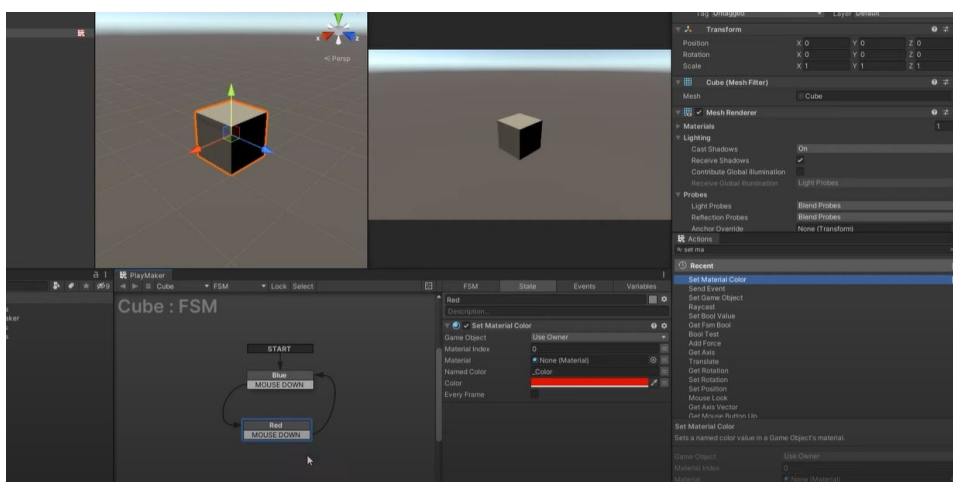 Persp
Tag Untagged Layer Default
Transform
Position X 0 Y 0 Z 0
Rotation X 0 Y 0 Z 0
Scale X 1 Y 1 Z 1
Cube (Mesh Filter)
Mesh Cube
Mesh Renderer
Materials 1
Lighting
Cast Shadows On
Receive Shadows
Contribute Global Illumination
Receive Global Illumination Light Probes
Probes
Light Probes Blend Probes
Reflection Probes Blend Probes
Anchor Override None (Transform)
Actions
set ma
Recent
Set Material Color
Send Event
Set Game Object
Raycast
Set Bool Value
Get Fsm Bool
Bool Test
Add Force
Get Axis
Translate
Get Rotation
Set Rotation
Set Position
Mouse Look
Get Axis Vector
Get Mouse Button Up
Set Material Color
Sets a named color value in a Game Object's material.
Game Object Use Owner
Material Index 0
Material None (Material)
PlayMaker
Cube FSM Lock Select
Cube : FSM
START
Blue
MOUSE DOWN
Red
MOUSE DOWN
FSM State Events Variables
Red
Description...
Set Material Color
Game Object Use Owner
Material Index 0
Material None (Material)
Named Color _Color
Color
Every Frame